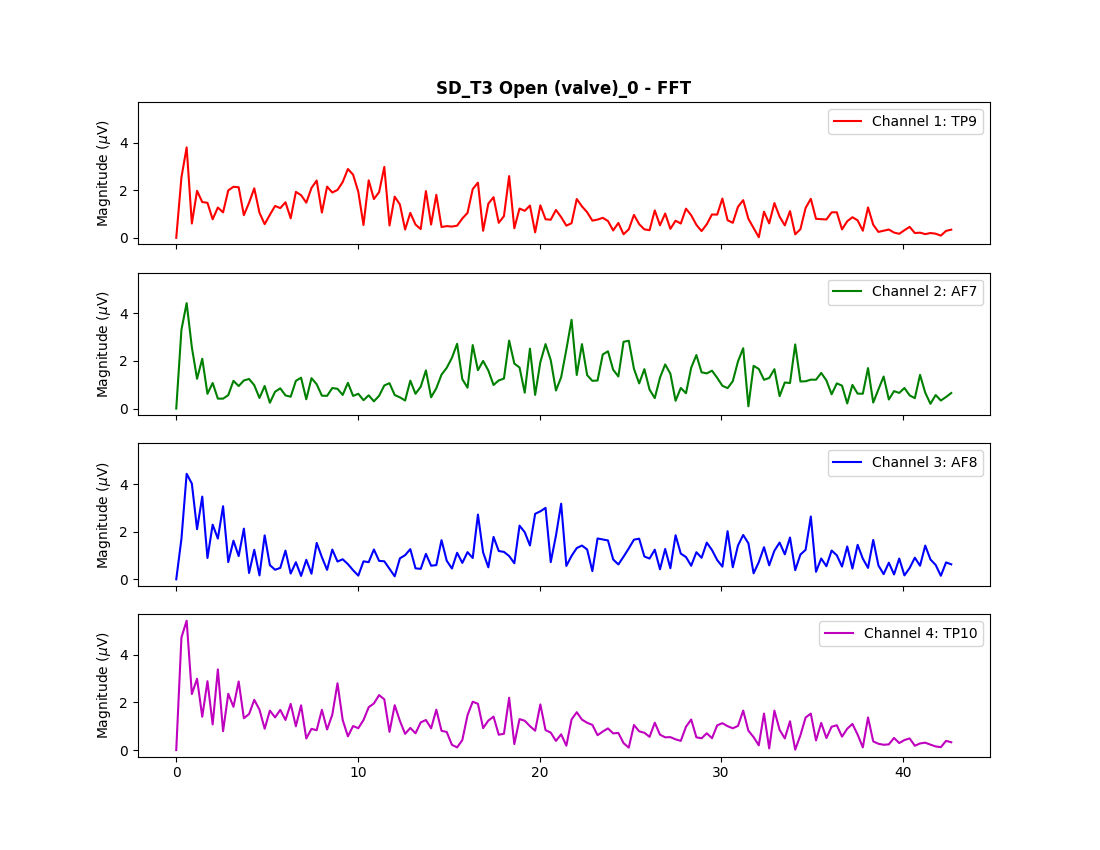 SD_T3 Open (valve)_0 - FFT
Magnitude (μV)
4
2
0
Channel 1: TP9
Magnitude (μV)
4
2
0
Channel 2: AF7
Magnitude (μV)
4
2
0
Channel 3: AF8
Magnitude (μV)
4
2
0
Channel 4: TP10
0 10 20 30 40